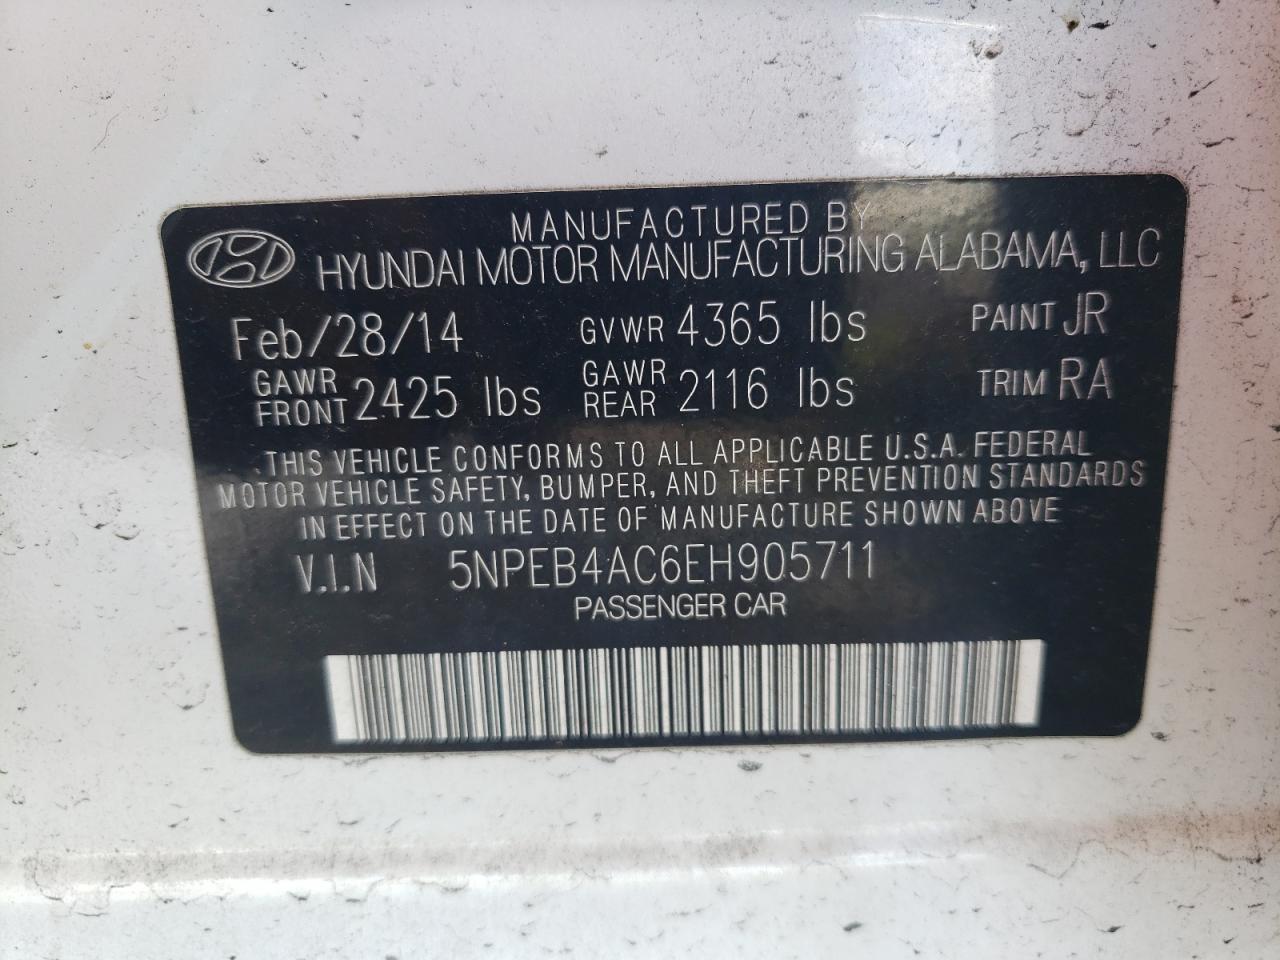 MANUFACTURED BY
HYUNDAI MOTOR MANUFACTURING ALABAMA, LLC
Feb/28/14 GVWR 4365 lbs PAINT JR
GAWR FRONT 2425 lbs GAWR REAR 2116 lbs TRIM RA
THIS VEHICLE CONFORMS TO ALL APPLICABLE U.S.A. FEDERAL
MOTOR VEHICLE SAFETY, BUMPER, AND THEFT PREVENTION STANDARDS
IN EFFECT ON THE DATE OF MANUFACTURE SHOWN ABOVE
V.I.N 5NPEB4AC6EH905711
PASSENGER CAR